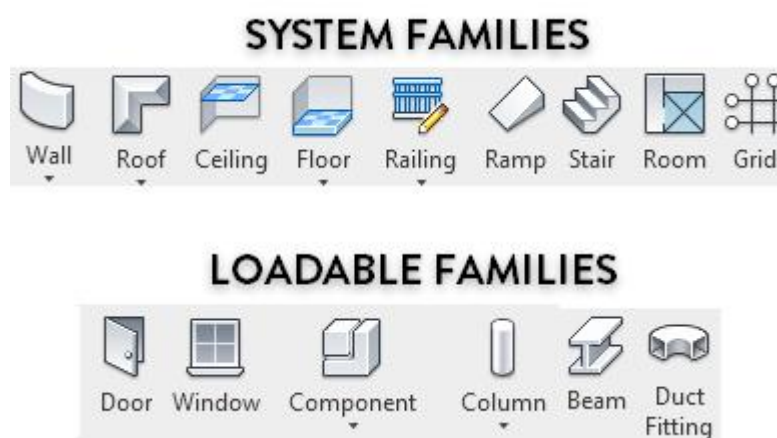 SYSTEM FAMILIES
Wall Roof Ceiling Floor Railing Ramp Stair Room Grid
LOADABLE FAMILIES
Door Window Component Column Beam Duct
Fitting